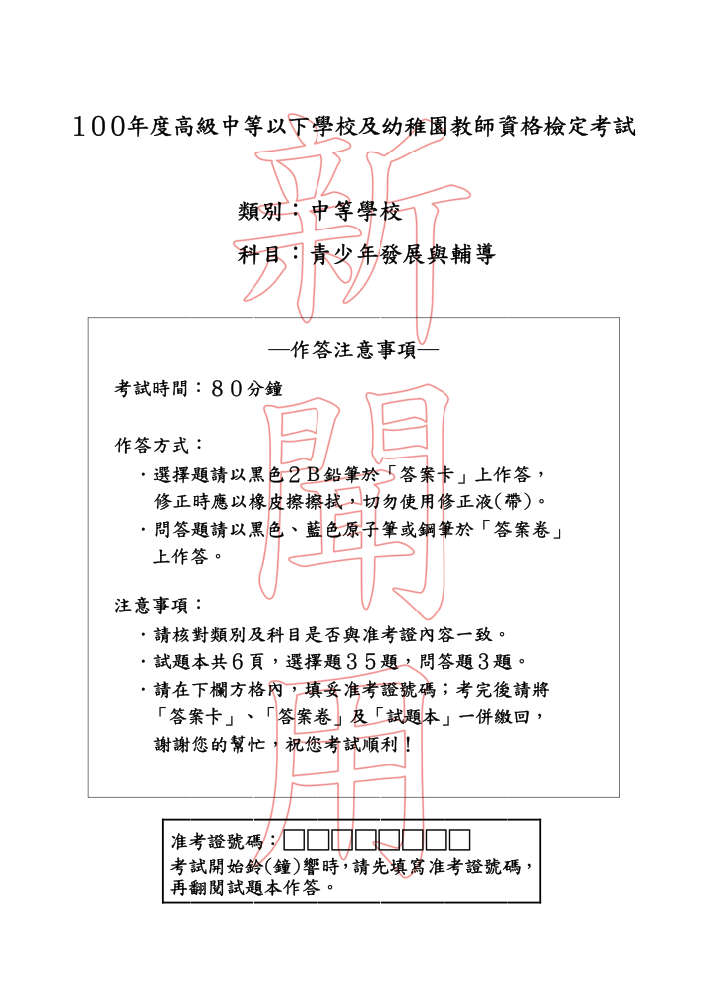 100年度高級中等以下學校及幼稚園教師資格檢定考試
類別：中等學校
科目：青少年發展與輔導
—作答注意事項—
考試時間：８０分鐘
作答方式：
．選擇題請以黑色２Ｂ鉛筆於「答案卡」上作答，
修正時應以橡皮擦擦拭，切勿使用修正液(帶)。
．問答題請以黑色、藍色原子筆或鋼筆於「答案卷」
上作答。
注意事項：
．請核對類別及科目是否與准考證內容一致。
．試題本共６頁，選擇題３５題，問答題３題。
．請在下欄方格內，填妥准考證號碼；考完後請將
「答案卡」、「答案卷」及「試題本」一併繳回，
謝謝您的幫忙，祝您考試順利！
准考證號碼：□□□□□□□□
考試開始鈴(鐘)響時，請先填寫准考證號碼，
再翻閱試題本作答。
新聞用